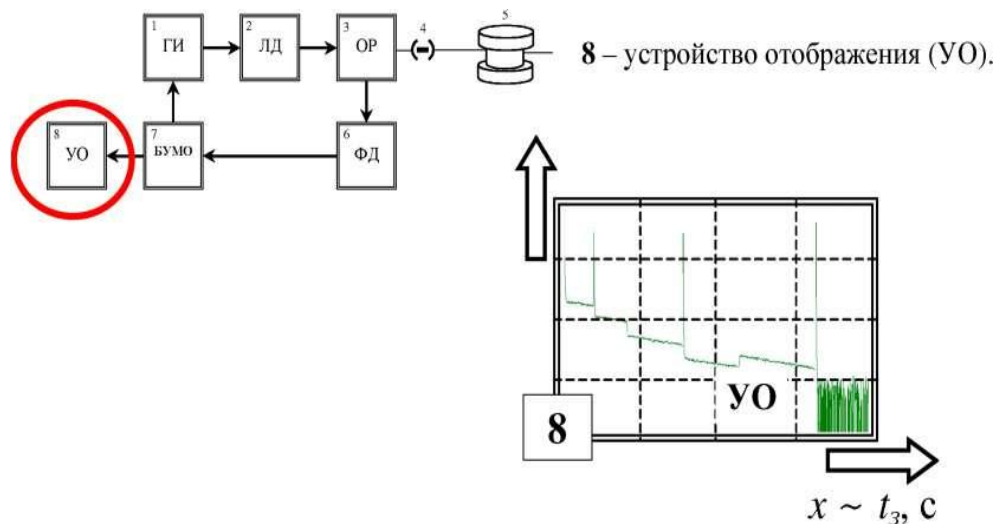 1
ГИ
2
ЛД
3
ОР
4
5
8 – устройство отображения (УО).
8
УО
7
БУМО
6
ФД
УО
8
x ~ tз, с